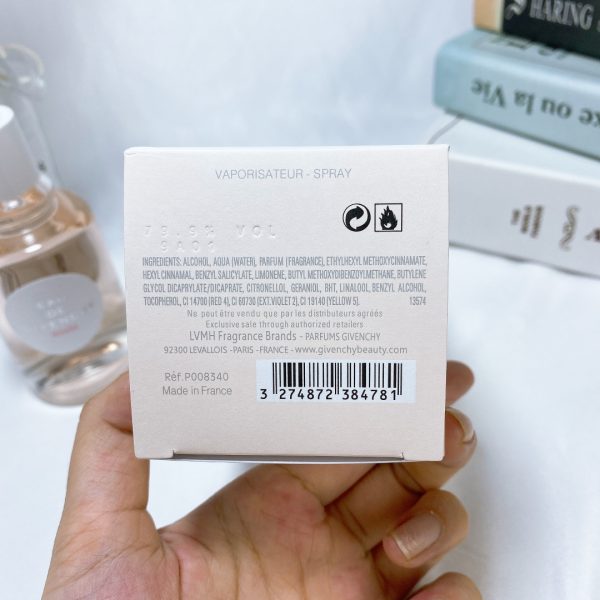 HARING
xe ou la Vie
VAPORISATEUR - SPRAY
9A01
INGREDIENTS: ALCOHOL, AQUA (WATER), PARFUM (FRAGRANCE), ETHYLHEXYL METHOXYCINNAMATE,
HEXYL CINNAMAL, BENZYL SALICYLATE, LIMONENE, BUTYL METHOXYDIBENZOYLMETHANE, BUTYLENE
GLYCOL DICAPRYLATE/DICAPRATE, CITRONELLOL, GERANIOL, BHT, LINALOOL, BENZYL ALCOHOL,
TOCOPHEROL, CI 14700 (RED 4), CI 60730 (EXT.VIOLET 2), CI 19140 (YELLOW 5). 13574
Ne peut être vendu que par les distributeurs agréés
Exclusive sale through authorized retailers
LVMH Fragrance Brands - PARFUMS GIVENCHY
92300 LEVALLOIS - PARIS - FRANCE - www.givenchybeauty.com
Réf.P008340
Made in France
3 274872 384781